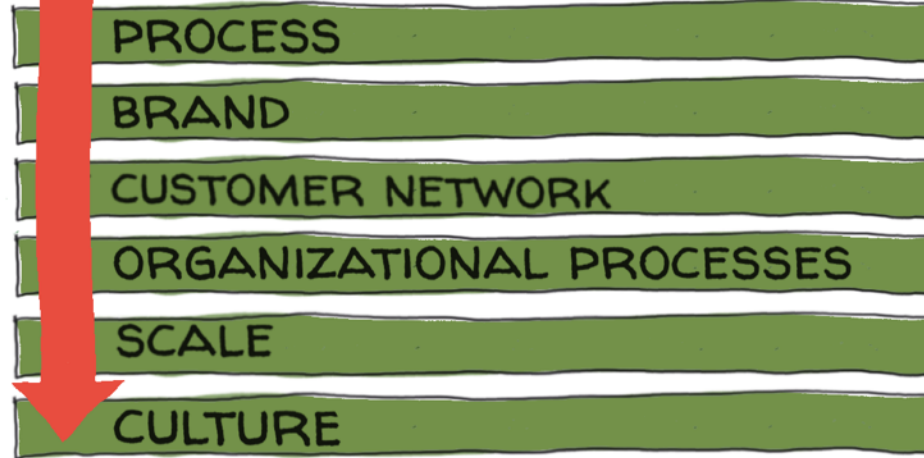 PROCESS
BRAND
CUSTOMER NETWORK
ORGANIZATIONAL PROCESSES
SCALE
CULTURE